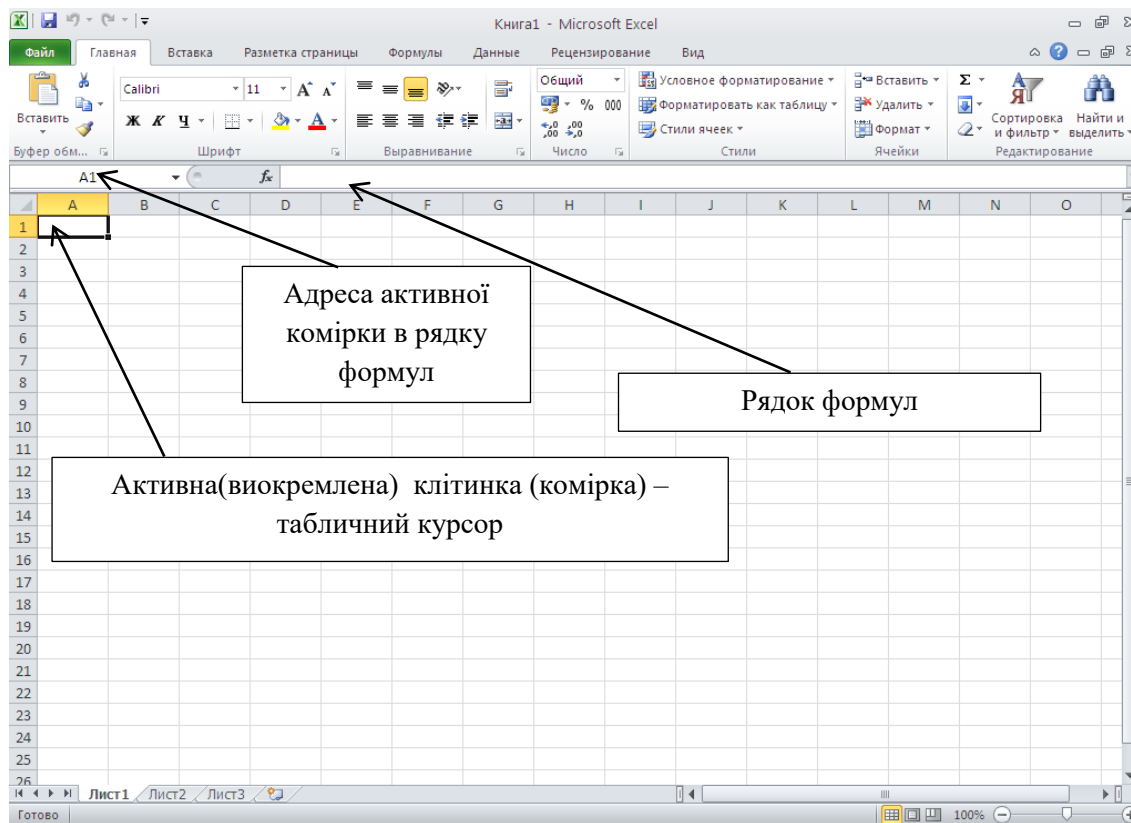 Книга1 - Microsoft Excel
Файл Главная Вставка Разметка страницы Формулы Данные Рецензирование Вид
Вставить
Calibri 11
Ж К Ч
Общий
% 000
Условное форматирование
Форматировать как таблицу
Стили ячеек
Вставить
Удалить
Формат
Σ
Сортировка и фильтр
Найти и выделить
Буфер обм... Шрифт Выравнивание Число Стили Ячейки Редактирование
A1 fx
A B C D E F G H I J K L M N O
1
2
3
4
5
6
7
8
9
10
11
12
13
14
15
16
17
18
19
20
21
22
23
24
25
26
Адреса активної
комірки в рядку
формул
Рядок формул
Активна(виокремлена) клітинка (комірка) –
табличний курсор
Лист1 Лист2 Лист3
Готово 100%